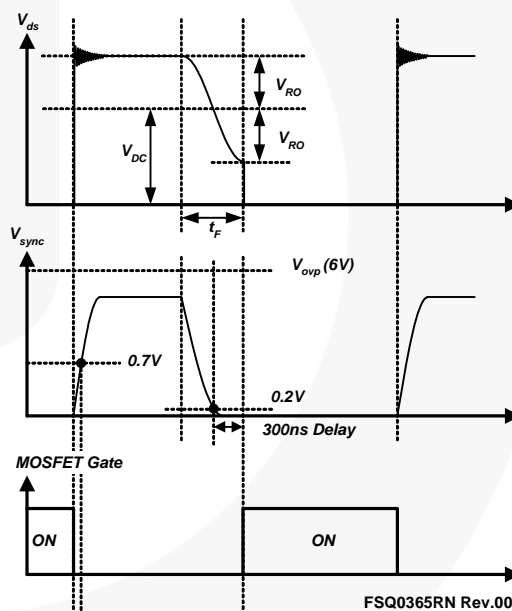 V_ds
V_RO
V_DC
V_RO
t_F
V_sync
V_ovp (6V)
0.7V
0.2V
300ns Delay
MOSFET Gate
ON
ON
FSQ0365RN Rev.00